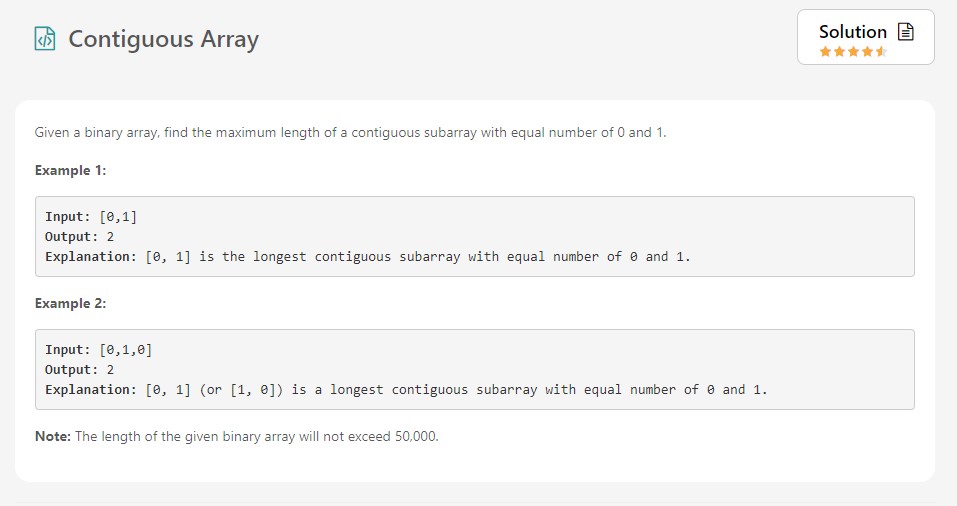 Contiguous Array
Solution
Given a binary array, find the maximum length of a contiguous subarray with equal number of 0 and 1.
Example 1:
Input: [0,1]
Output: 2
Explanation: [0, 1] is the longest contiguous subarray with equal number of 0 and 1.
Example 2:
Input: [0,1,0]
Output: 2
Explanation: [0, 1] (or [1, 0]) is a longest contiguous subarray with equal number of 0 and 1.
Note: The length of the given binary array will not exceed 50,000.